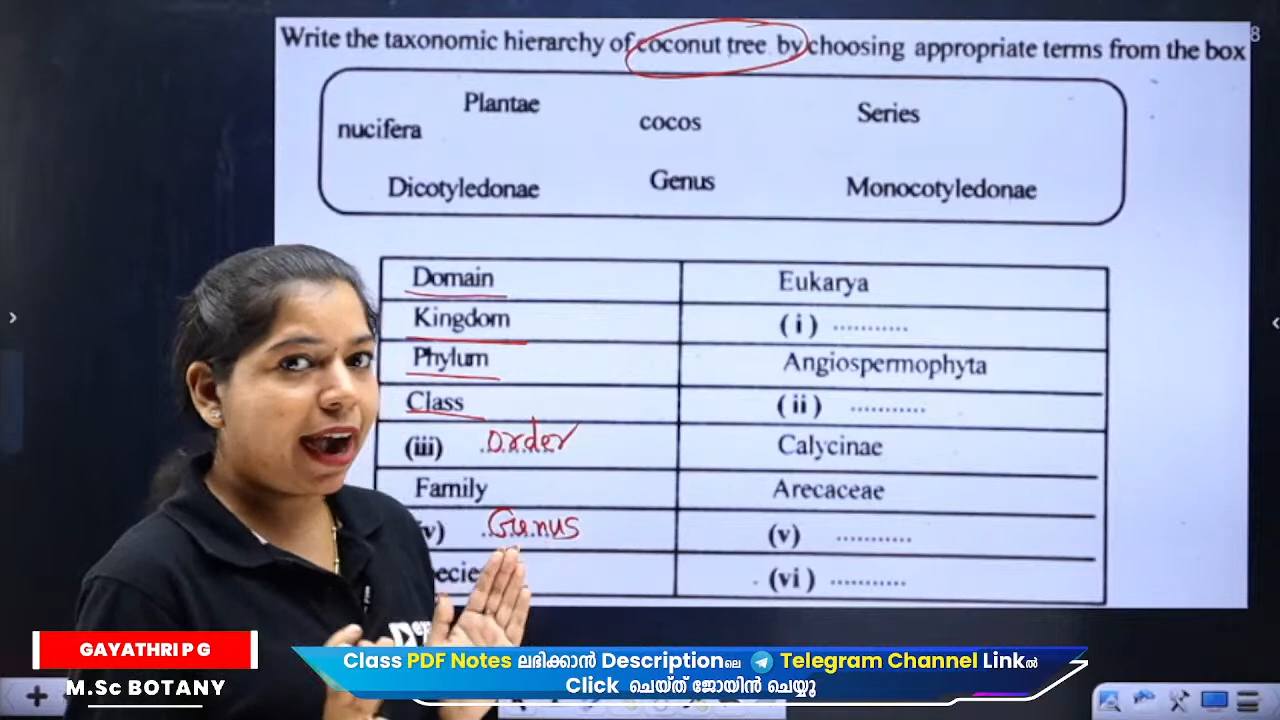 Write the taxonomic hierarchy of coconut tree by choosing appropriate terms from the box
8
Plantae cocos Series
nucifera
Dicotyledonae Genus Monocotyledonae
Domain Eukarya
Kingdom (i) ...........
Phylum Angiospermophyta
Class (ii) ...........
(iii) order Calycinae
Family Arecaceae
v) Genus (v) ...........
ecie (vi) ...........
GAYATHRI P G
M.Sc BOTANY
Class PDF Notes ലഭിക്കാൻ Descriptionലെ Telegram Channel Linkൽ
Click ചെയ്ത് ജോയിൻ ചെയ്യൂ